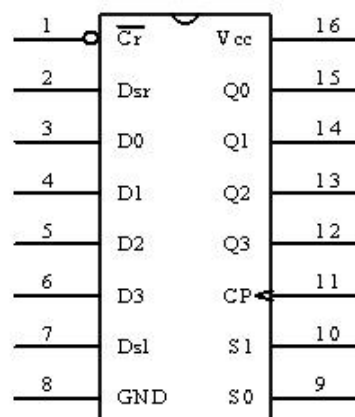 1 C̅r̅ Vcc 16
2 Dsr Q0 15
3 D0 Q1 14
4 D1 Q2 13
5 D2 Q3 12
6 D3 CP 11
7 Dsl S1 10
8 GND S0 9